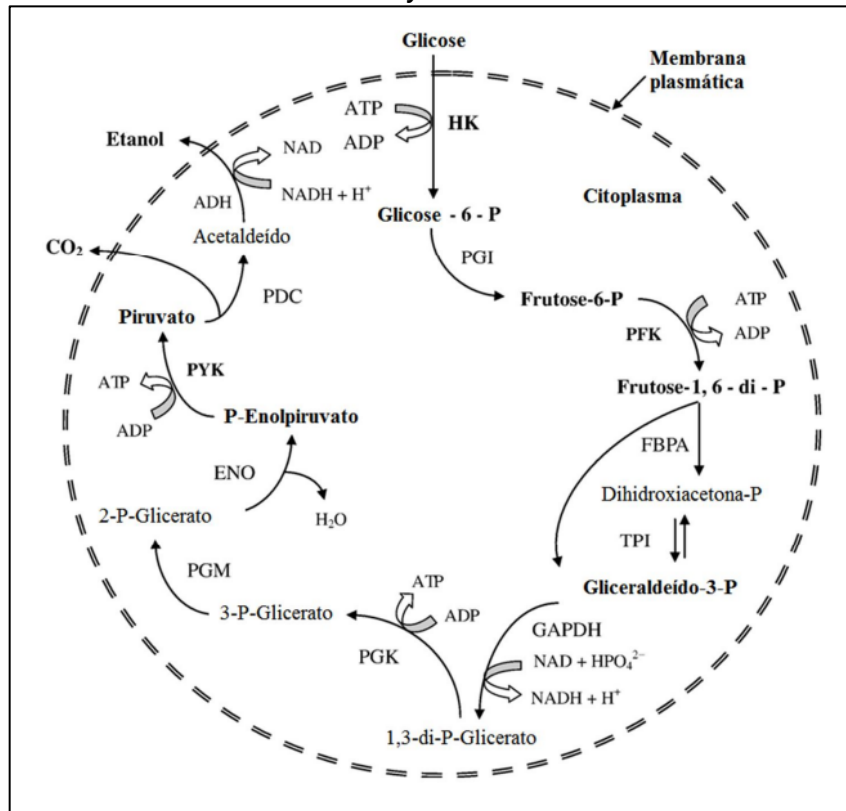 Glicose
Membrana
plasmática
ATP
HK
ADP
Etanol
NAD
NADH + H⁺
ADH
Acetaldeído
Citoplasma
Glicose - 6 - P
CO₂
PGI
PDC
Piruvato
Frutose-6-P
ATP
PFK
ADP
PYK
ATP
ADP
Frutose-1, 6 - di - P
P-Enolpiruvato
FBPA
ENO
Dihidroxiacetona-P
2-P-Glicerato
H₂O
TPI
PGM
ATP
Gliceraldeído-3-P
3-P-Glicerato
ADP
GAPDH
PGK
NAD + HPO₄²⁻
NADH + H⁺
1,3-di-P-Glicerato